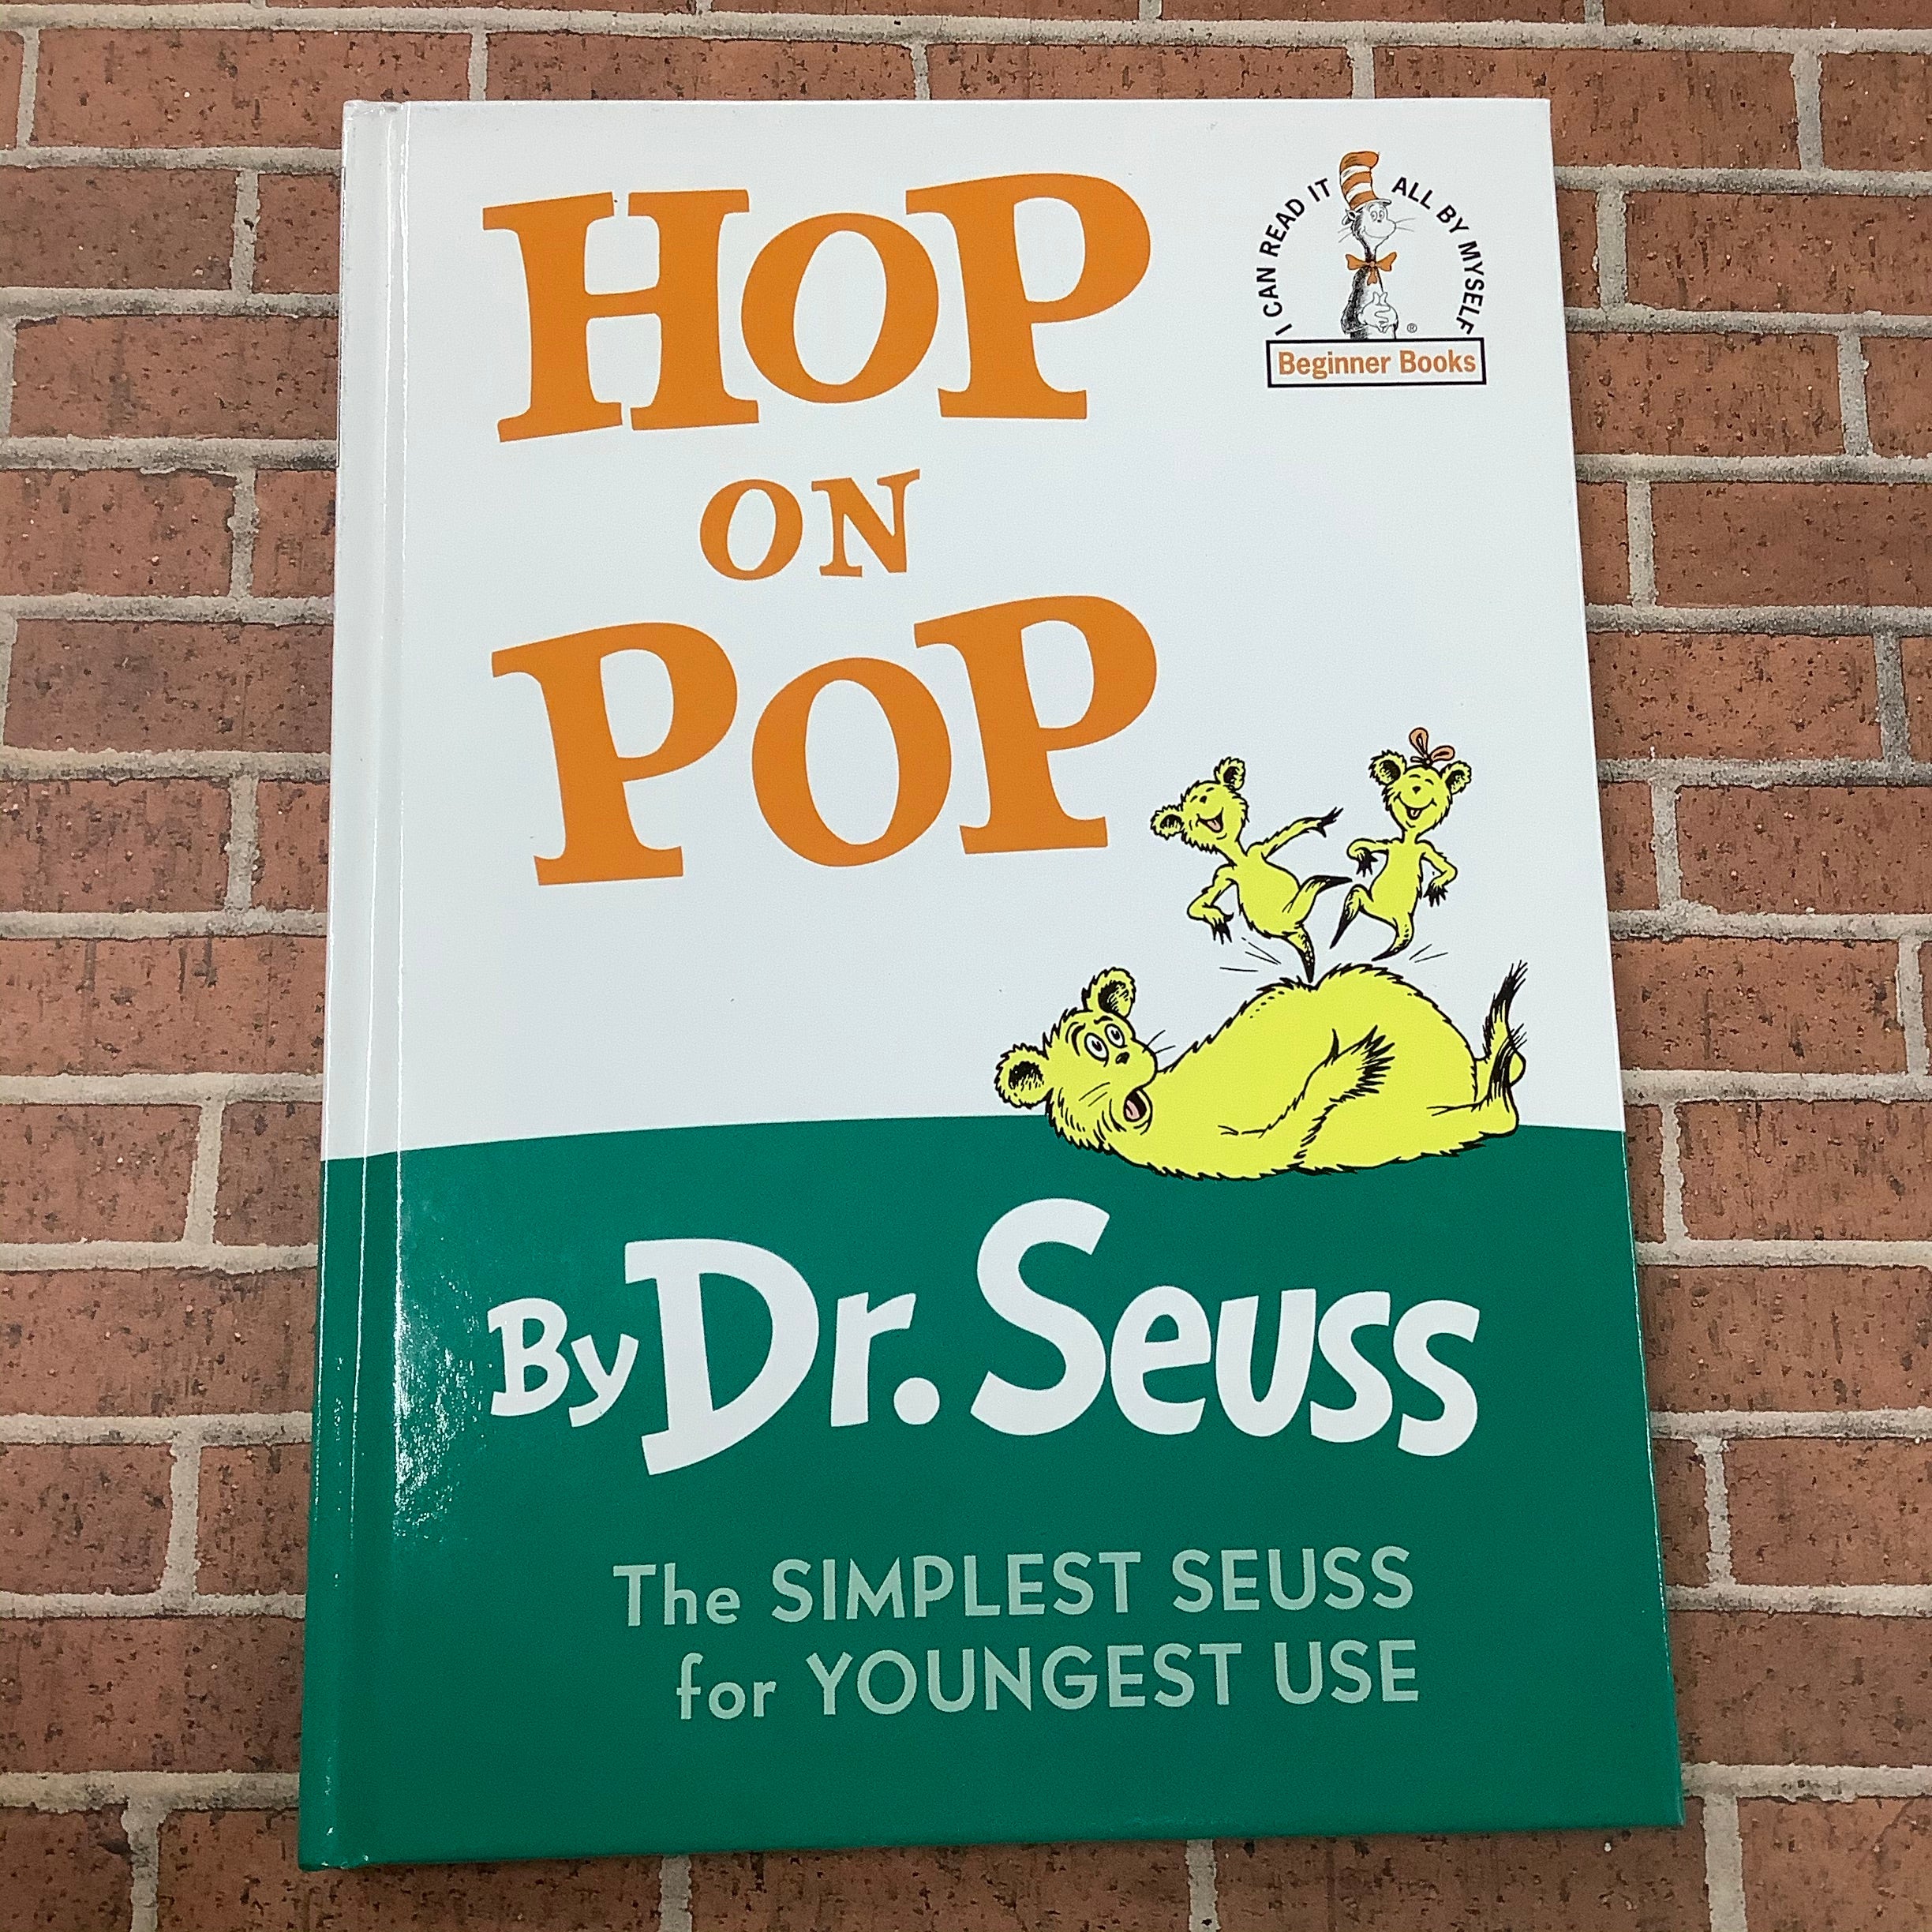 HOP
ON
POP
I CAN READ IT ALL BY MYSELF
®
Beginner Books
By Dr. Seuss
The SIMPLEST SEUSS
for YOUNGEST USE